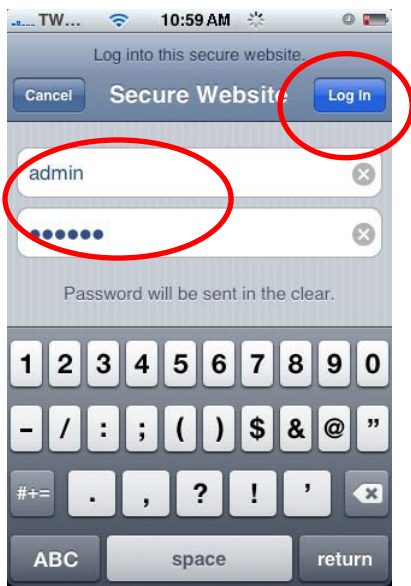 TW... 10:59 AM
Log into this secure website.
Cancel Secure Website Log In
admin
●●●●●●
Password will be sent in the clear.
1 2 3 4 5 6 7 8 9 0
- / : ; ( ) $ & @ ”
#+= . , ? ! ’
ABC space return